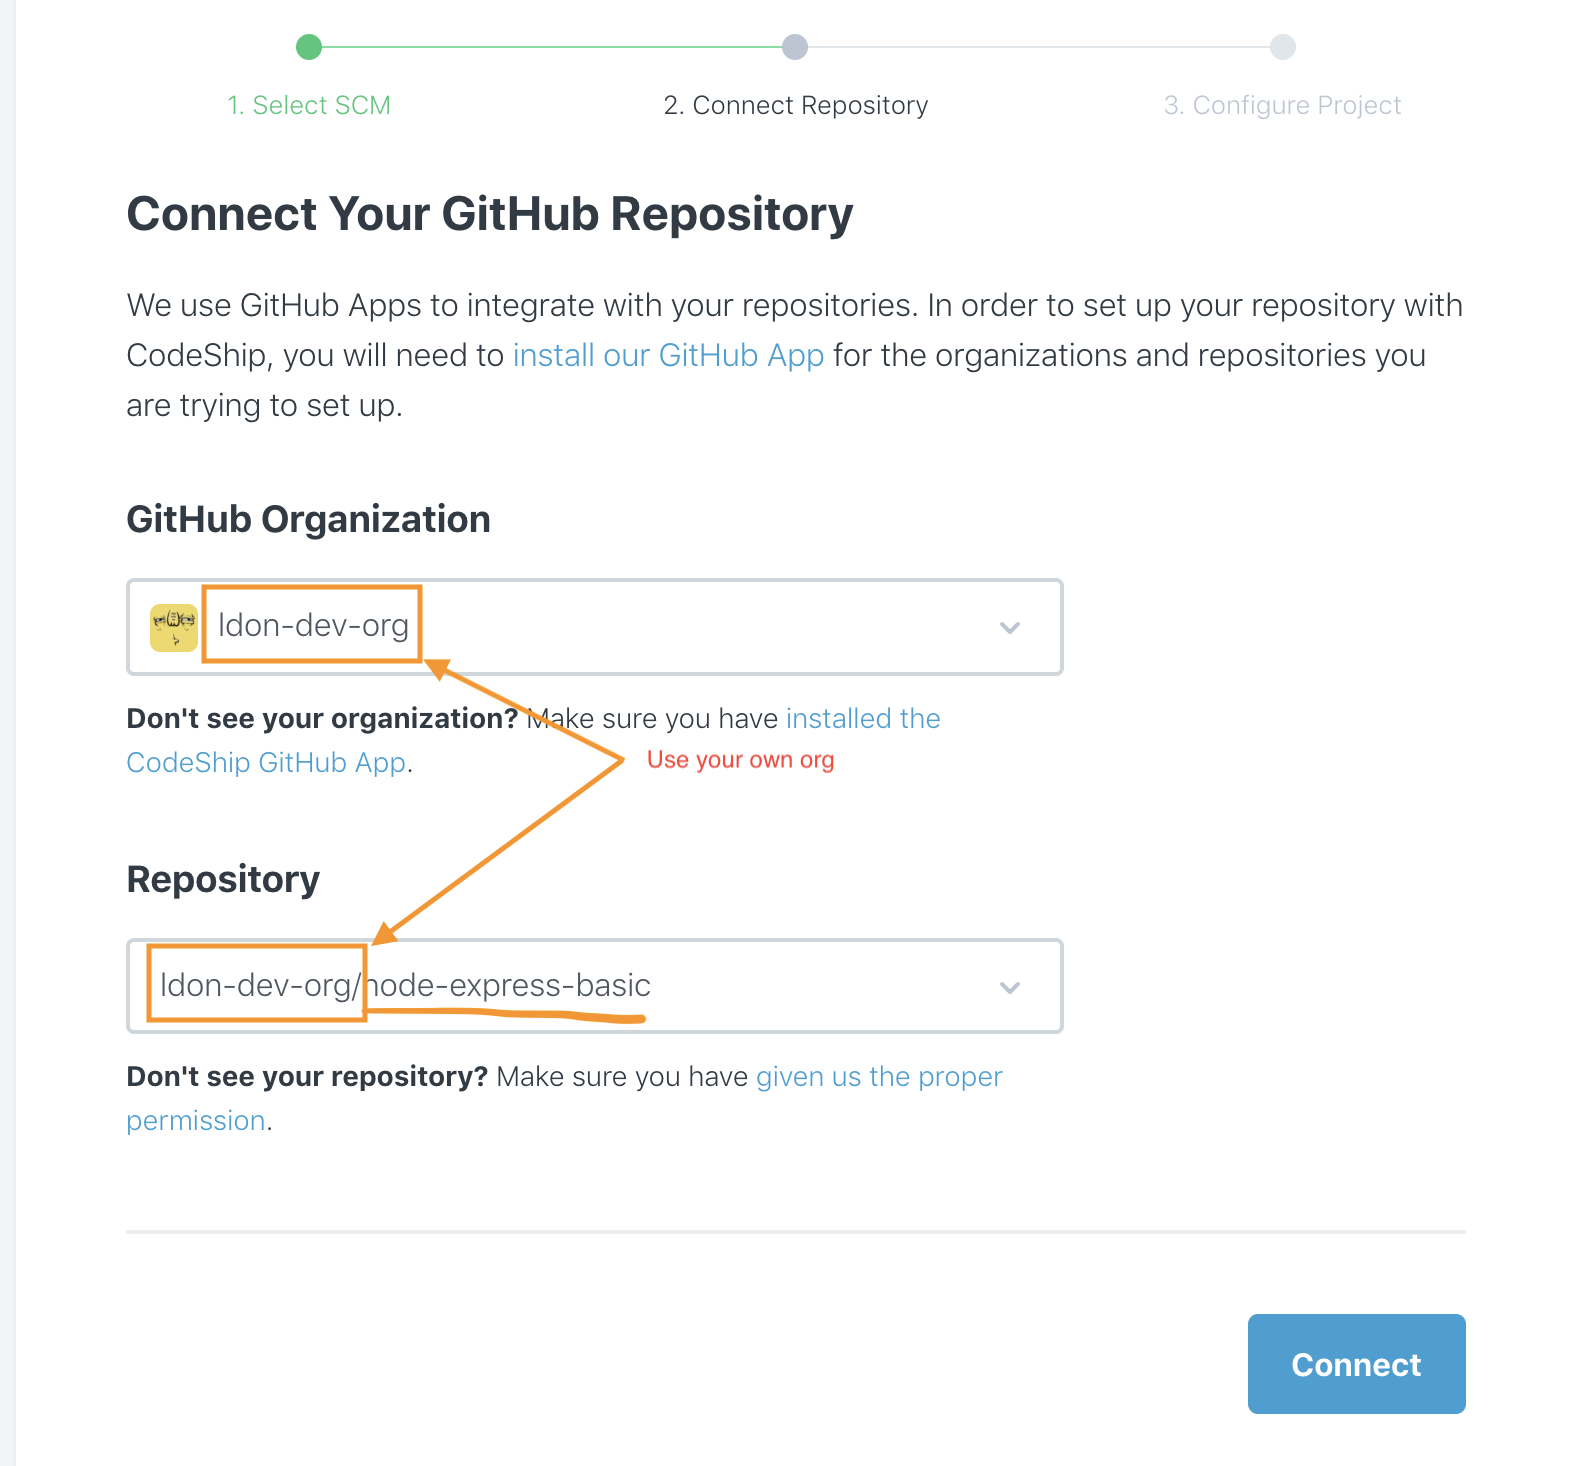 1. Select SCM
2. Connect Repository
3. Configure Project
Connect Your GitHub Repository
We use GitHub Apps to integrate with your repositories. In order to set up your repository with
CodeShip, you will need to install our GitHub App for the organizations and repositories you
are trying to set up.
GitHub Organization
ldon-dev-org
Don't see your organization? Make sure you have installed the
CodeShip GitHub App.
Use your own org
Repository
ldon-dev-org/node-express-basic
Don't see your repository? Make sure you have given us the proper
permission.
Connect